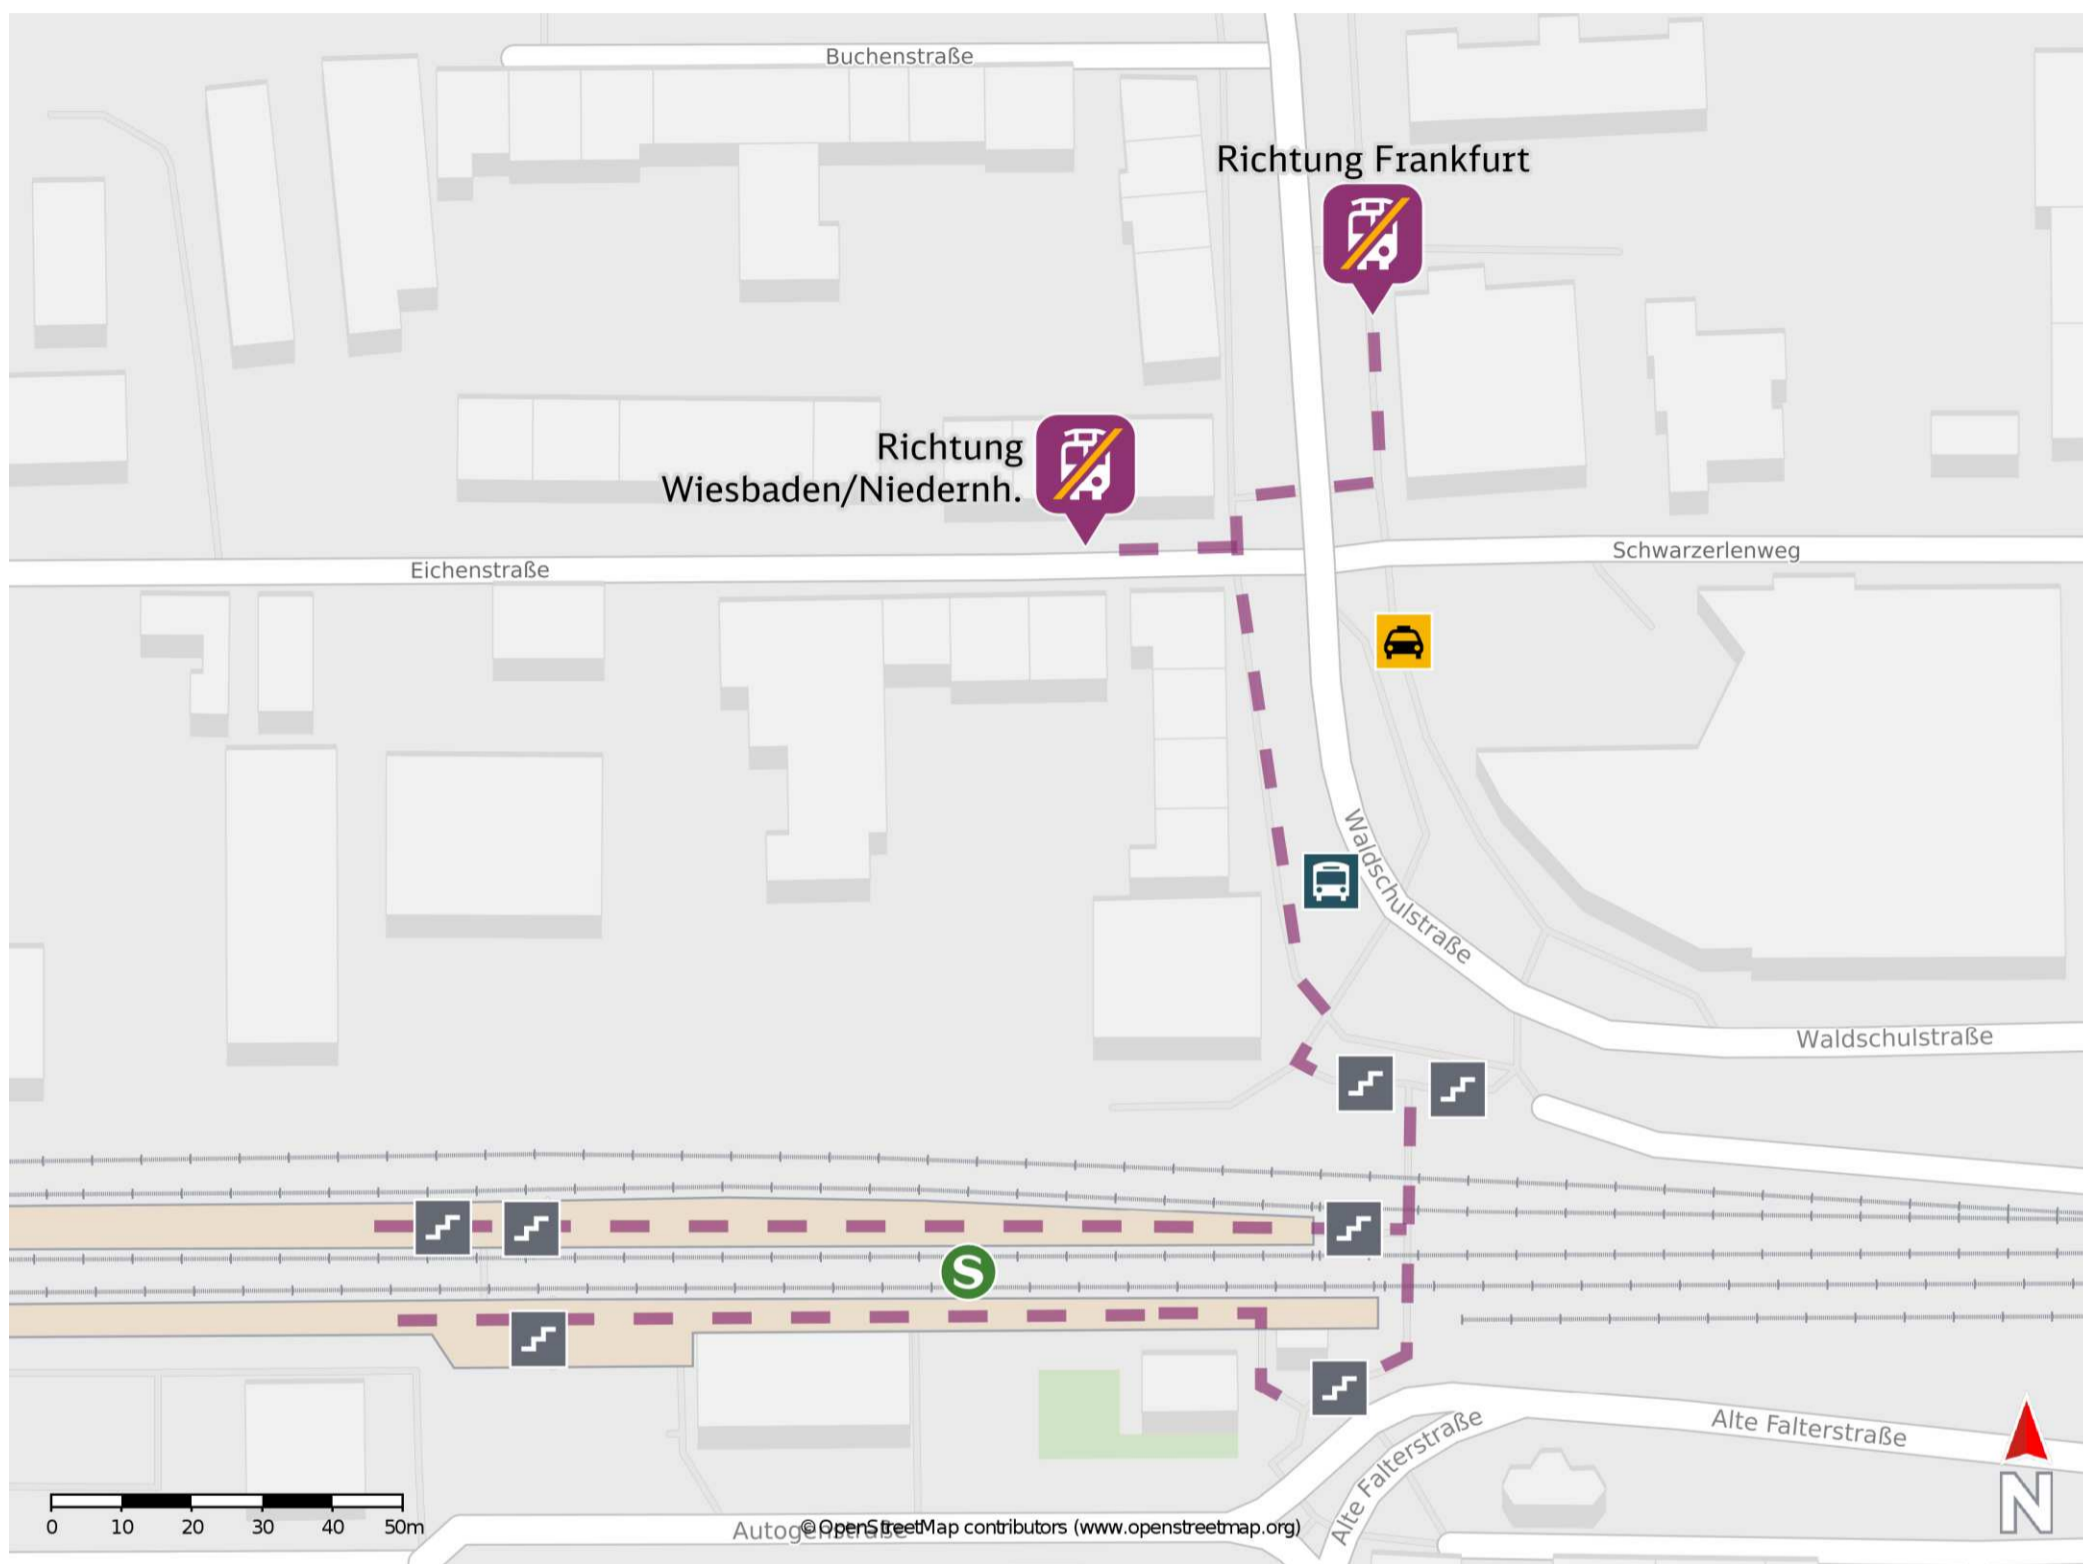 Buchenstraße
Richtung Frankfurt
Richtung
Wiesbaden/Niedernh.
Eichenstraße
Schwarzerlenweg
Waldschulstraße
Waldschulstraße
S
Alte Falterstraße
Alte Falterstraße
Autogenstraße
© OpenStreetMap contributors (www.openstreetmap.org)
0 10 20 30 40 50m
N